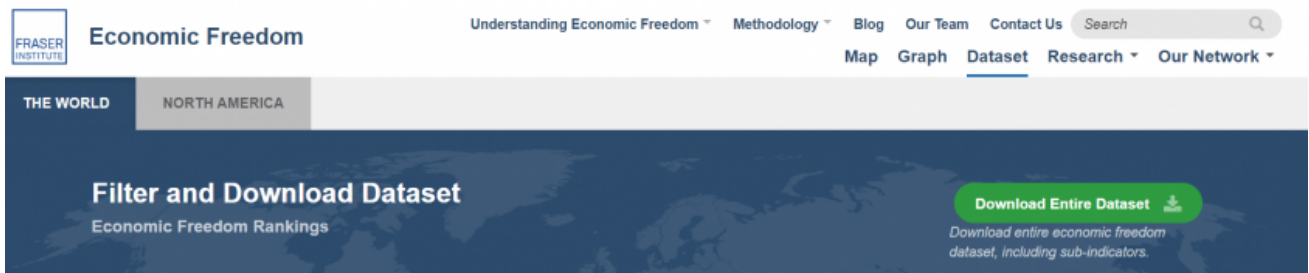 FRASER
INSTITUTE
Economic Freedom
Understanding Economic Freedom Methodology Blog Our Team Contact Us Search
Map Graph Dataset Research Our Network
THE WORLD NORTH AMERICA
Filter and Download Dataset
Economic Freedom Rankings
Download Entire Dataset
Download entire economic freedom
dataset, including sub-indicators.